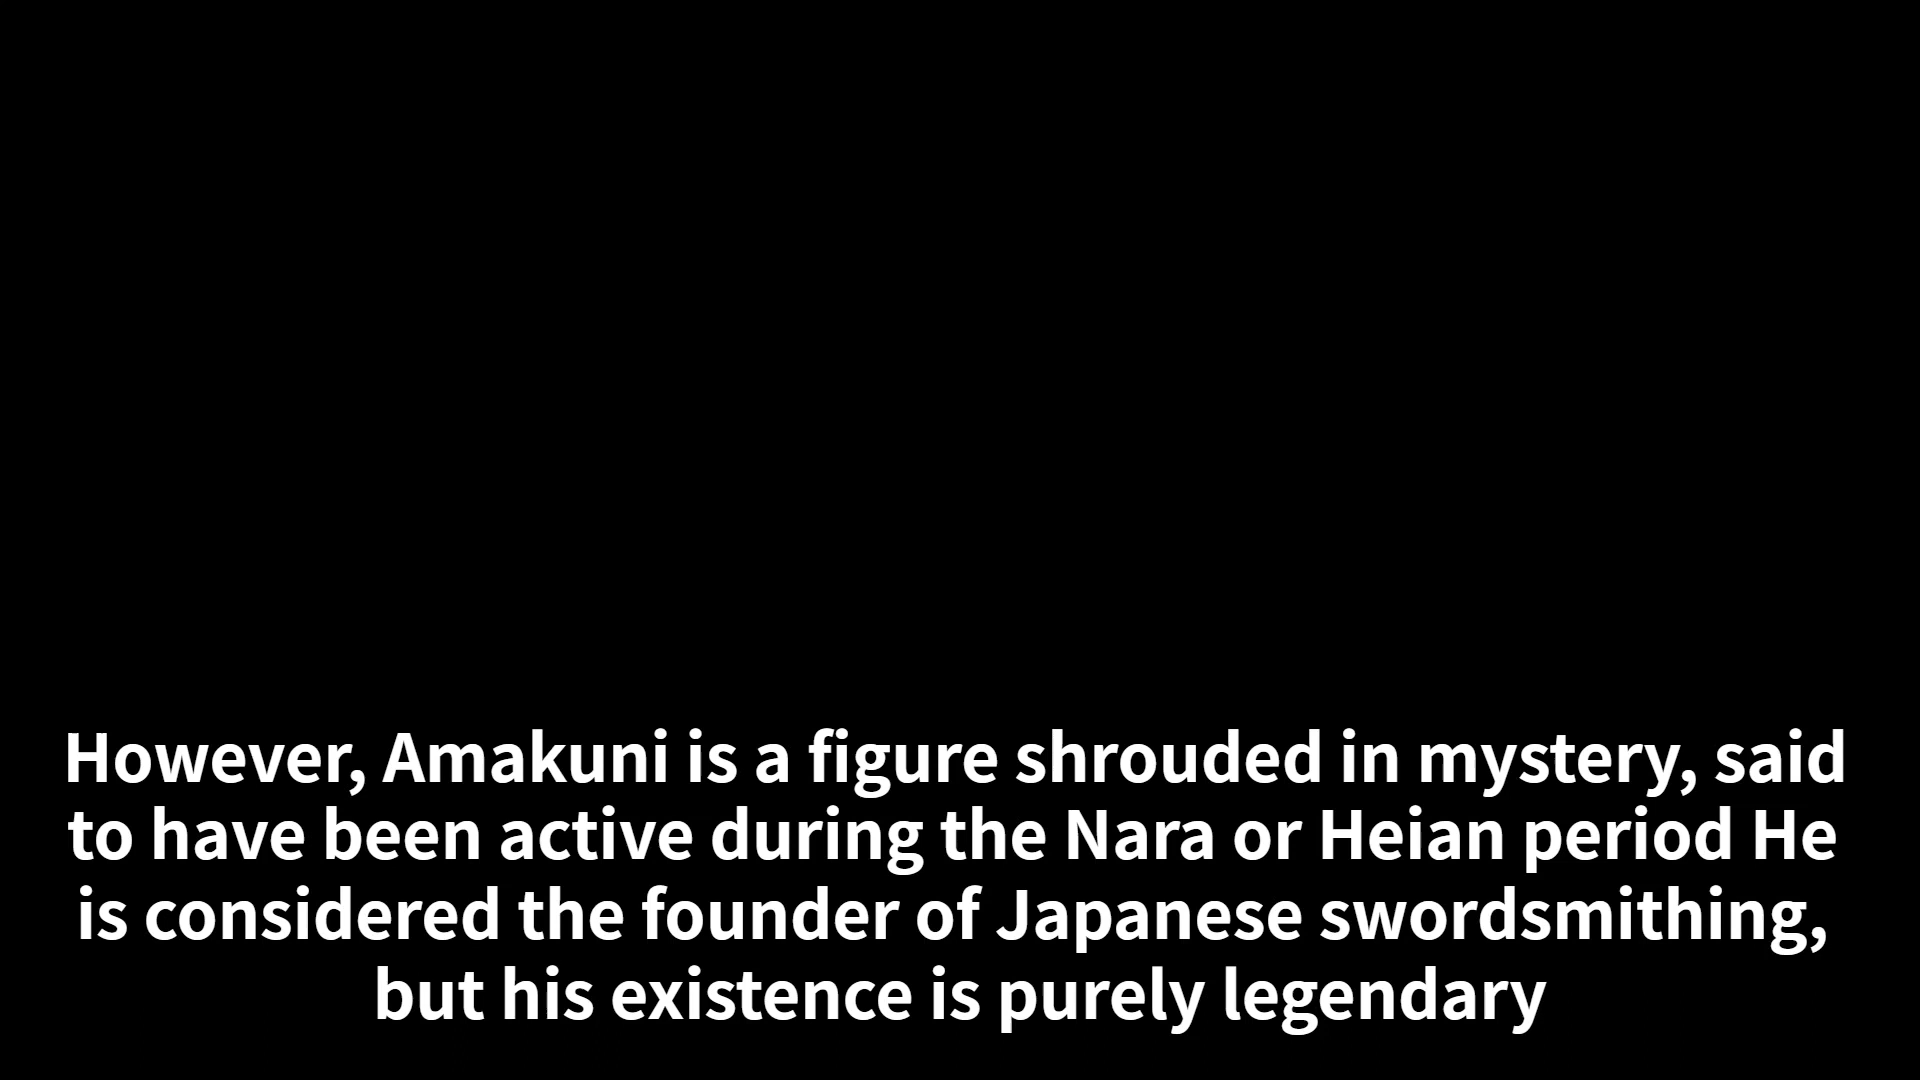 However, Amakuni is a figure shrouded in mystery, said
to have been active during the Nara or Heian period He
is considered the founder of Japanese swordsmithing,
but his existence is purely legendary